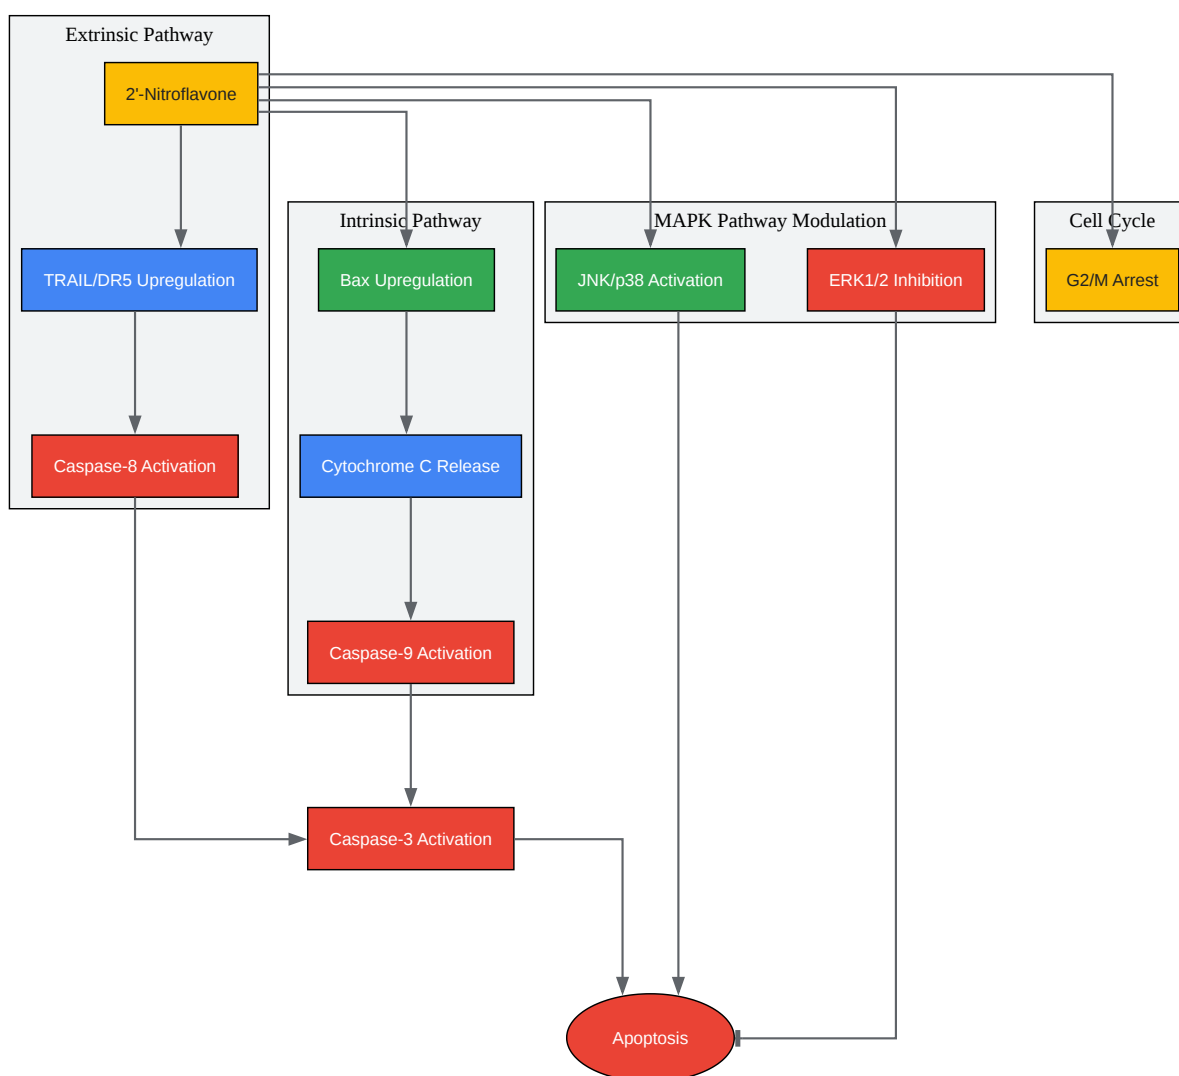 Extrinsic Pathway
2'-Nitroflavone
Intrinsic Pathway
MAPK Pathway Modulation
Cell Cycle
TRAIL/DR5 Upregulation
Bax Upregulation
JNK/p38 Activation
ERK1/2 Inhibition
G2/M Arrest
Caspase-8 Activation
Cytochrome C Release
Caspase-9 Activation
Caspase-3 Activation
Apoptosis